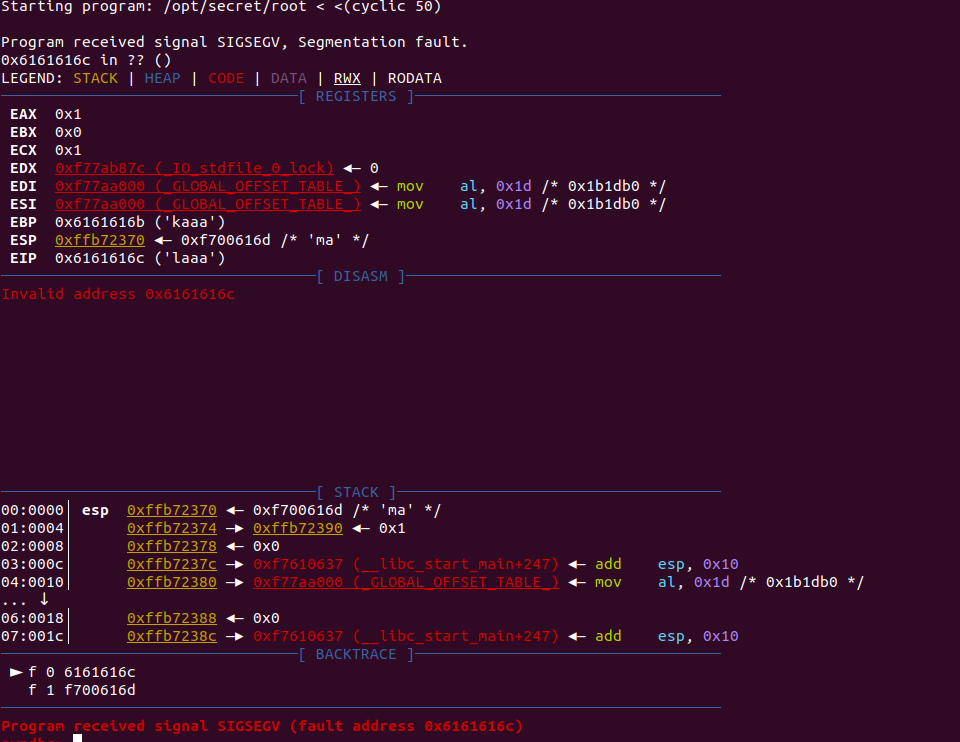 Starting program: /opt/secret/root < <(cyclic 50)
Program received signal SIGSEGV, Segmentation fault.
0x6161616c in ?? ()
LEGEND: STACK | HEAP | CODE | DATA | RWX | RODATA
[ REGISTERS ]
EAX 0x1
EBX 0x0
ECX 0x1
EDX 0xf77ab87c (_IO_stdfile_0_lock) ◂— 0
EDI 0xf77aa000 (_GLOBAL_OFFSET_TABLE_) ◂— mov al, 0x1d /* 0x1b1db0 */
ESI 0xf77aa000 (_GLOBAL_OFFSET_TABLE_) ◂— mov al, 0x1d /* 0x1b1db0 */
EBP 0x6161616b ('kaaa')
ESP 0xffb72370 ◂— 0xf700616d /* 'ma' */
EIP 0x6161616c ('laaa')
[ DISASM ]
Invalid address 0x6161616c
[ STACK ]
00:0000│ esp 0xffb72370 ◂— 0xf700616d /* 'ma' */
01:0004│ 0xffb72374 —▸ 0xffb72390 ◂— 0x1
02:0008│ 0xffb72378 ◂— 0x0
03:000c│ 0xffb7237c —▸ 0xf7610637 (__libc_start_main+247) ◂— add esp, 0x10
04:0010│ 0xffb72380 —▸ 0xf77aa000 (_GLOBAL_OFFSET_TABLE_) ◂— mov al, 0x1d /* 0x1b1db0 */
... ↓
06:0018│ 0xffb72388 ◂— 0x0
07:001c│ 0xffb7238c —▸ 0xf7610637 (__libc_start_main+247) ◂— add esp, 0x10
[ BACKTRACE ]
► f 0 6161616c
f 1 f700616d
Program received signal SIGSEGV (fault address 0x6161616c)